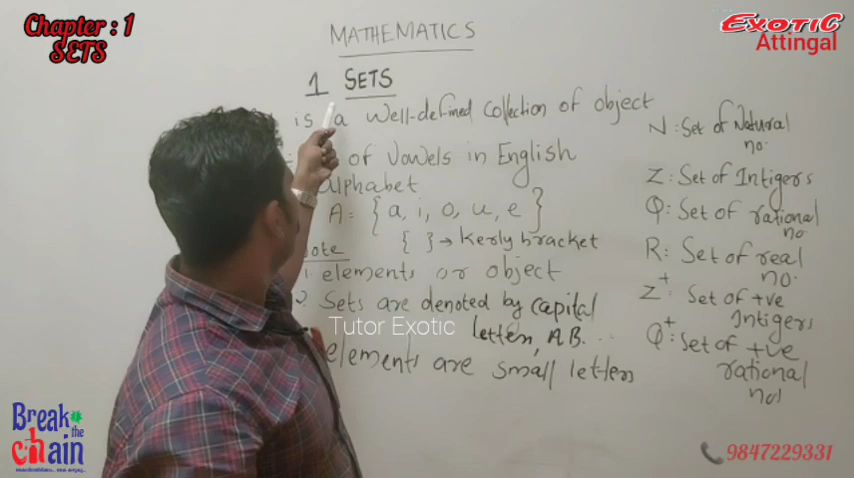 Chapter : 1
SETS
EXOTIC
Attingal
MATHEMATICS
1 SETS
is a well-defined collection of object
of Vowels in English
alphabet
A = { a, i, o, u, e }
{ } → Kerly bracket
ote
1. elements or object
2. Sets are denoted by capital
letters, A B. ...
elements are small letters
N : Set of Natural
no.
Z : Set of Intigers
Q : Set of rational
no.
R : Set of real
no.
Z+ : Set of +ve
Intigers
Q+ : Set of +ve
rational
no
Tutor Exotic
Break
the
chain
9847229331